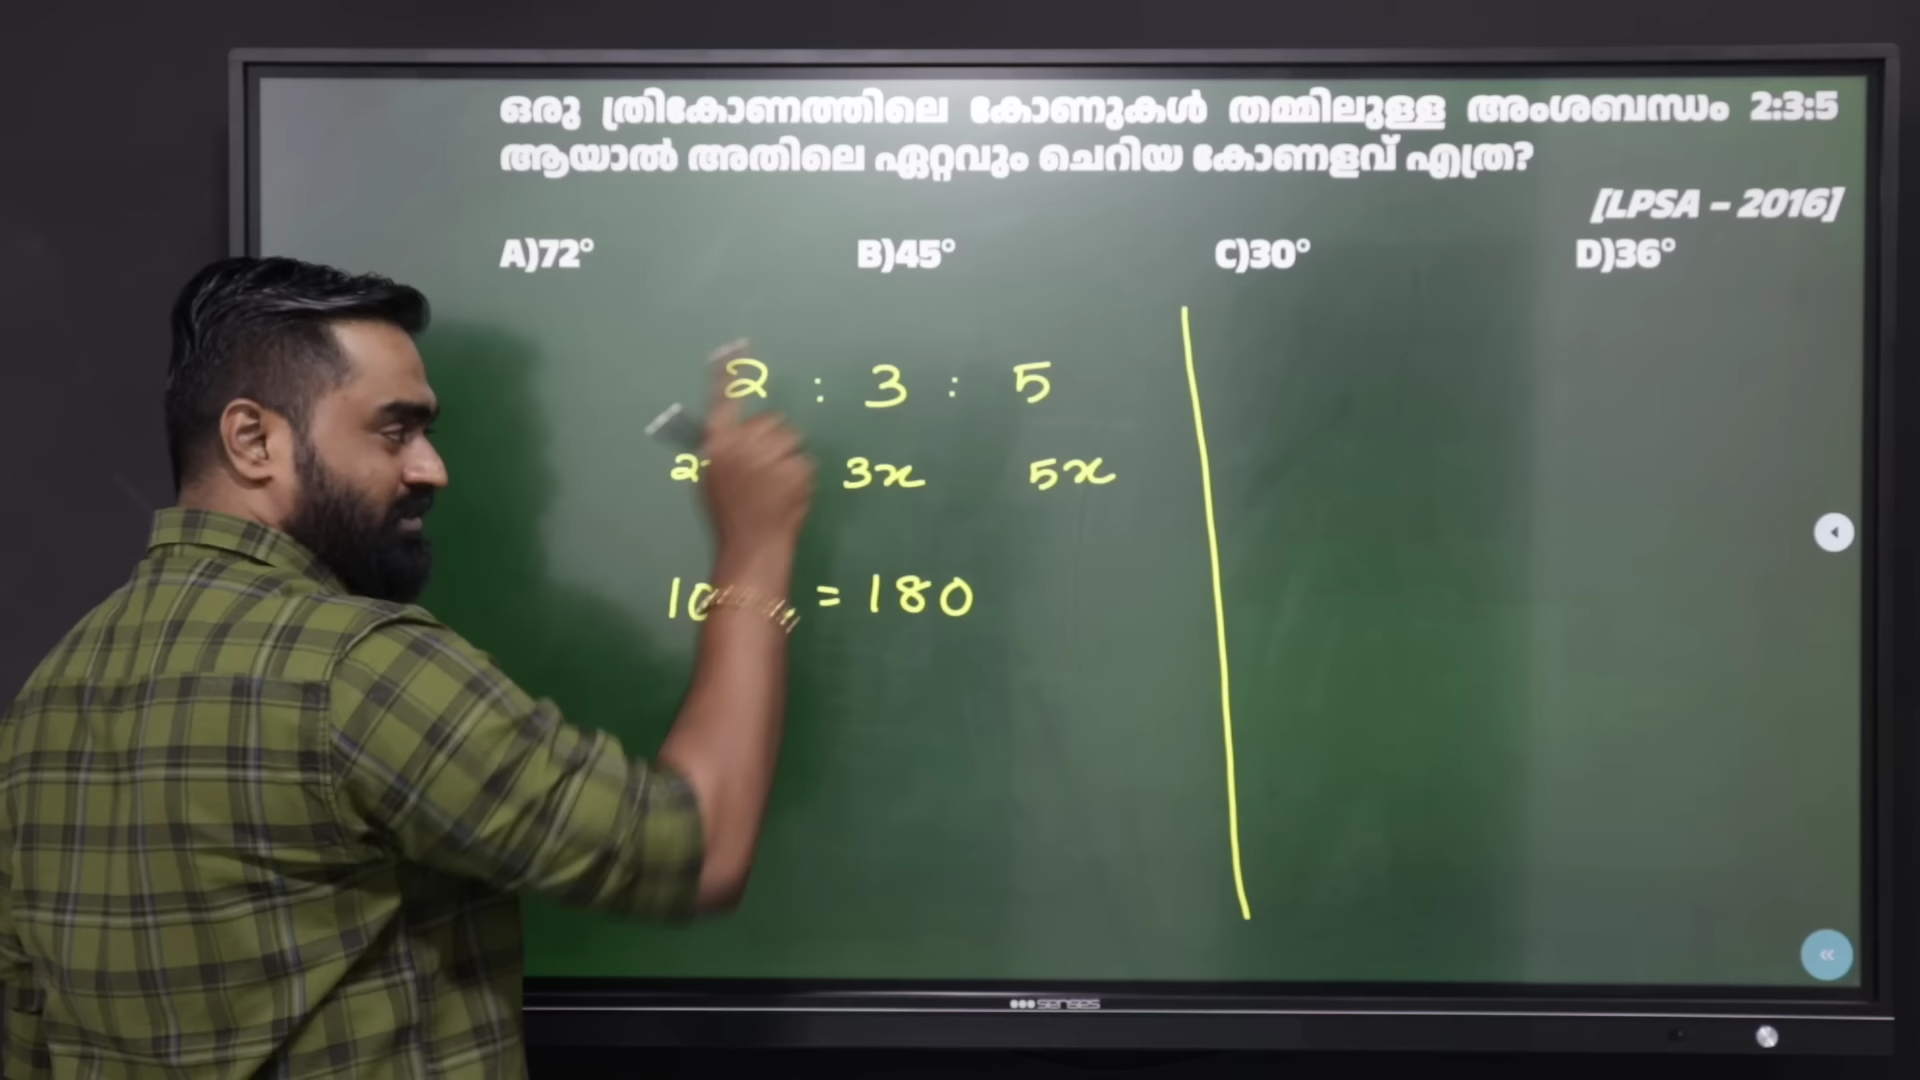 ഒരു ത്രികോണത്തിലെ കോണുകൾ തമ്മിലുള്ള അംശബന്ധം 2:3:5
ആയാൽ അതിലെ ഏറ്റവും ചെറിയ കോണളവ് എത്ര?
[LPSA – 2016]
A)72° B)45° C)30° D)36°
2 : 3 : 5
3x 5x
= 180
senses